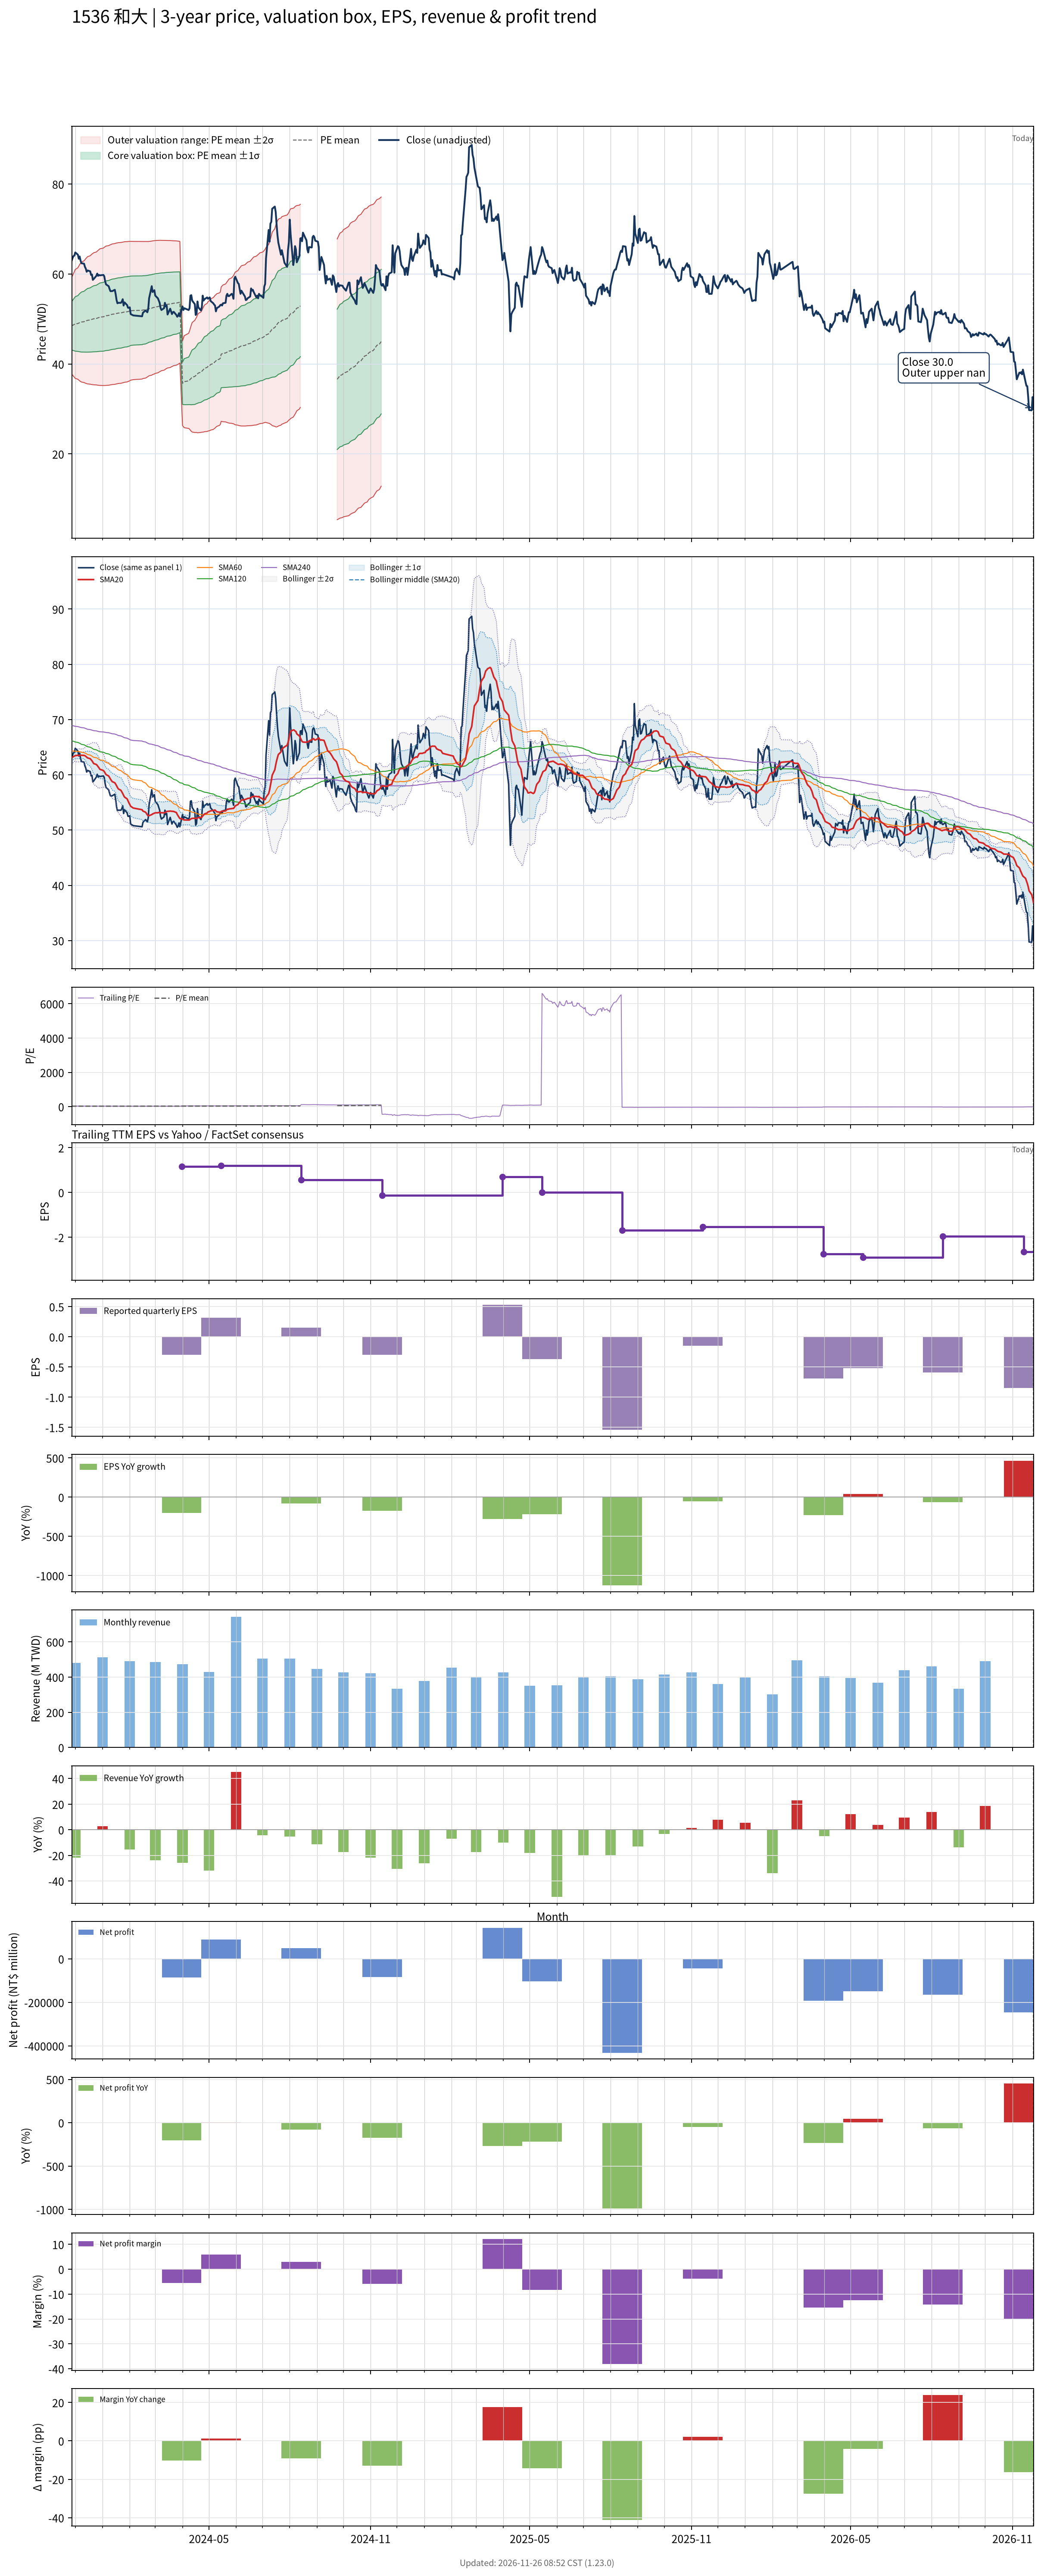 1536 和大 | 3-year price, valuation box, EPS, revenue & profit trend
Outer valuation range: PE mean ±2σ
PE mean
Close (unadjusted)
Core valuation box: PE mean ±1σ
Today
Price (TWD)
80
60
40
20
Close 30.0
Outer upper nan
Close (same as panel 1)
SMA20
SMA60
SMA120
SMA240
Bollinger ±2σ
Bollinger ±1σ
Bollinger middle (SMA20)
Price
90
80
70
60
50
40
30
Trailing P/E
P/E mean
P/E
6000
4000
2000
0
Trailing TTM EPS vs Yahoo / FactSet consensus
Today
EPS
2
0
-2
Reported quarterly EPS
EPS
0.5
0.0
-0.5
-1.0
-1.5
EPS YoY growth
YoY (%)
500
0
-500
-1000
Monthly revenue
Revenue (M TWD)
600
400
200
0
Revenue YoY growth
YoY (%)
40
20
0
-20
-40
Month
Net profit
Net profit (NT$ million)
0
-200000
-400000
Net profit YoY
YoY (%)
500
0
-500
-1000
Net profit margin
Margin (%)
10
0
-10
-20
-30
-40
Margin YoY change
Δ margin (pp)
20
0
-20
-40
2024-05
2024-11
2025-05
2025-11
2026-05
2026-11
Updated: 2026-11-26 08:52 CST (1.23.0)